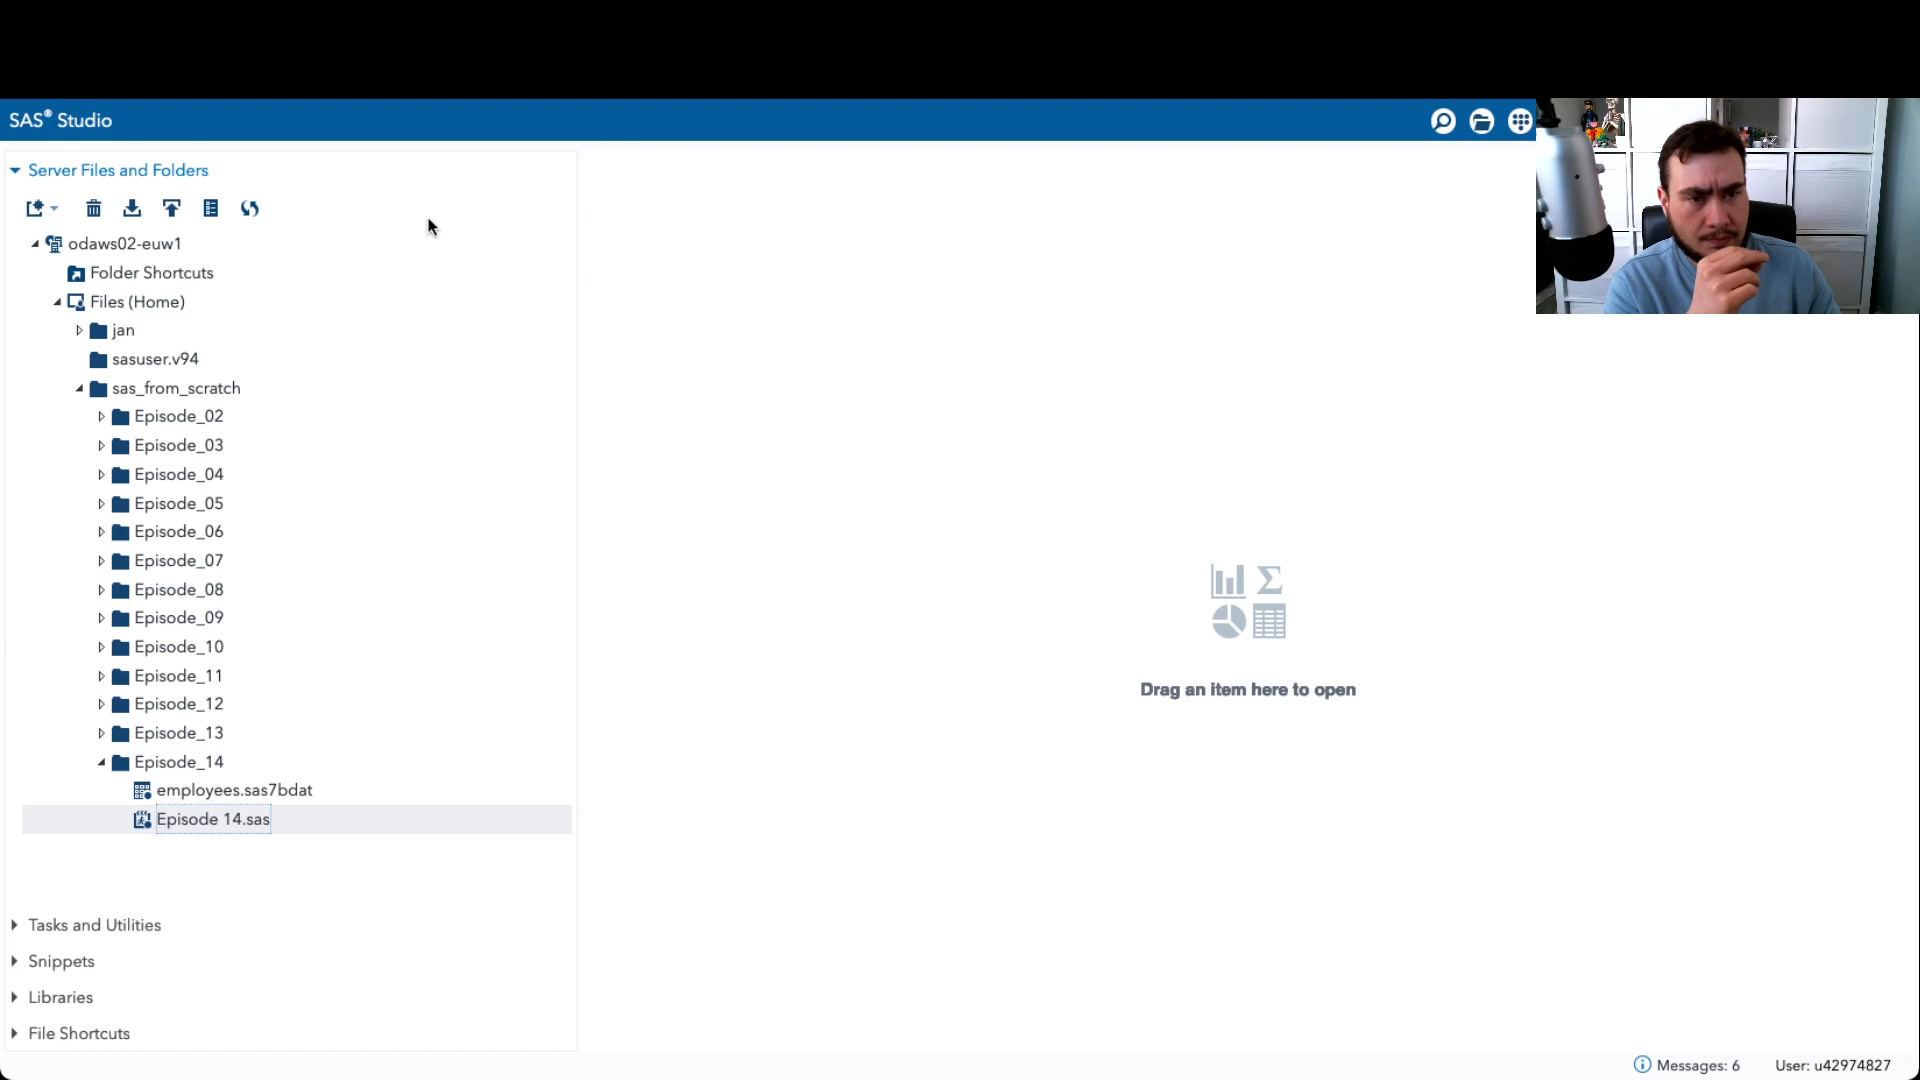 SAS® Studio
Server Files and Folders
odaws02-euw1
Folder Shortcuts
Files (Home)
jan
sasuser.v94
sas_from_scratch
Episode_02
Episode_03
Episode_04
Episode_05
Episode_06
Episode_07
Episode_08
Episode_09
Episode_10
Episode_11
Episode_12
Episode_13
Episode_14
employees.sas7bdat
Episode 14.sas
Drag an item here to open
Tasks and Utilities
Snippets
Libraries
File Shortcuts
Messages: 6
User: u42974827